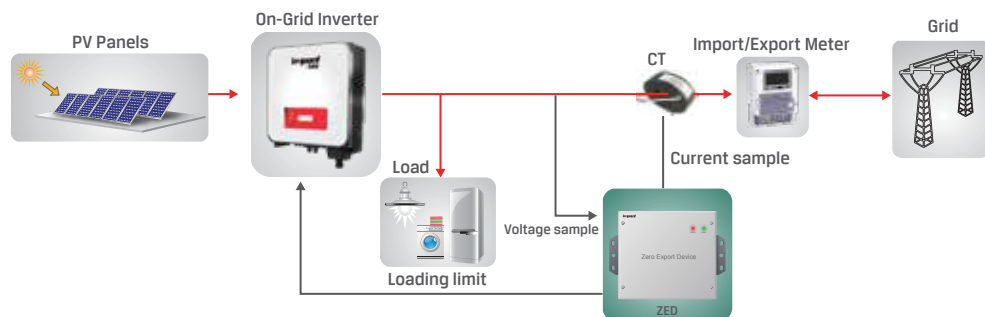 On-Grid Inverter
Grid
PV Panels
Import/Export Meter
CT
Current sample
Load
Voltage sample
Loading limit
Zero Export Device
ZED